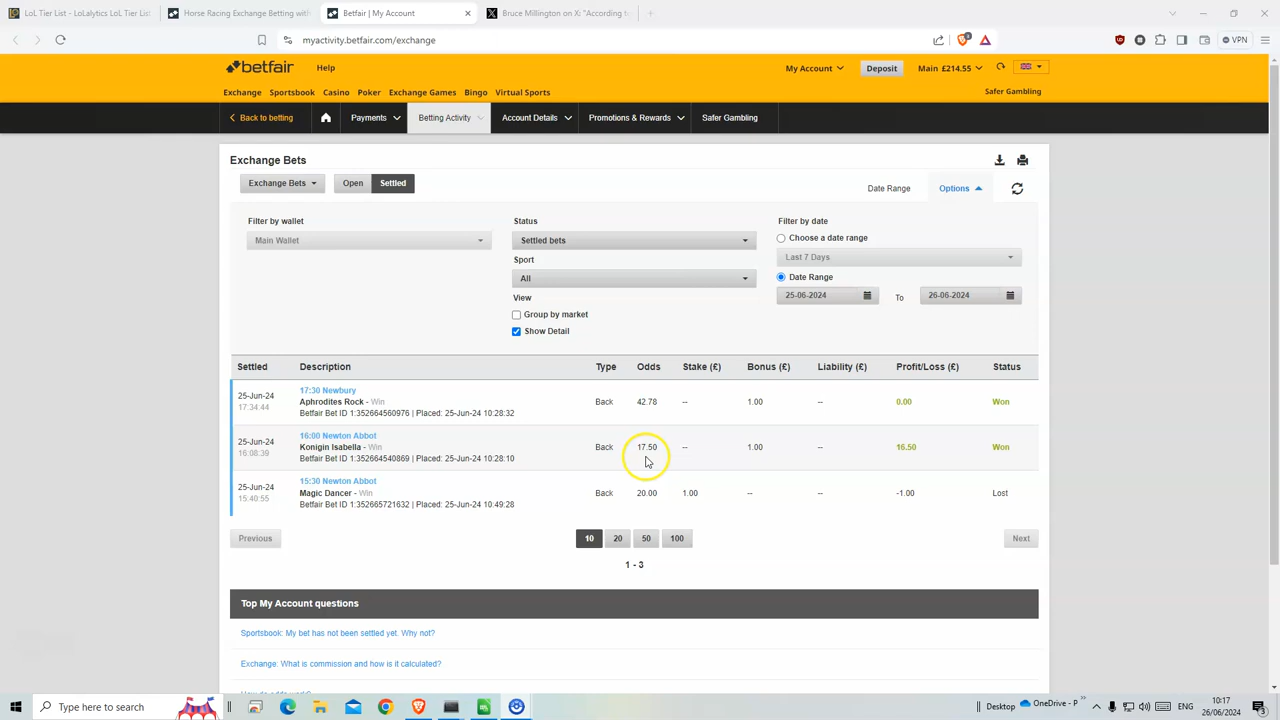 LoL Tier List - LoLalytics LoL Tier List
Horse Racing Exchange Betting with
Betfair | My Account
Bruce Millington on X: "According to
myactivity.betfair.com/exchange
VPN
betfair
Help
My Account
Deposit
Main £214.55
Exchange
Sportsbook
Casino
Poker
Exchange Games
Bingo
Virtual Sports
Safer Gambling
Back to betting
Payments
Betting Activity
Account Details
Promotions & Rewards
Safer Gambling
Exchange Bets
Exchange Bets
Open
Settled
Date Range
Options
Filter by wallet
Status
Filter by date
Main Wallet
Settled bets
Choose a date range
Sport
Last 7 Days
All
Date Range
View
25-06-2024
To
26-06-2024
Group by market
Show Detail
Settled Description Type Odds Stake (£) Bonus (£) Liability (£) Profit/Loss (£) Status
17:30 Newbury
25-Jun-24 Aphrodites Rock - Win Back 42.78 -- 1.00 -- 0.00 Won
17:34:44 Betfair Bet ID 1:352664560976 | Placed: 25-Jun-24 10:28:32
16:00 Newton Abbot
25-Jun-24 Konigin Isabella - Win Back 17.50 -- 1.00 -- 16.50 Won
16:08:39 Betfair Bet ID 1:352664540869 | Placed: 25-Jun-24 10:28:10
15:30 Newton Abbot
25-Jun-24 Magic Dancer - Win Back 20.00 1.00 -- -- -1.00 Lost
15:40:55 Betfair Bet ID 1:352665721632 | Placed: 25-Jun-24 10:49:28
Previous
10
20
50
100
Next
1 - 3
Top My Account questions
Sportsbook: My bet has not been settled yet. Why not?
Exchange: What is commission and how is it calculated?
Type here to search
Desktop
OneDrive - P
ENG
10:17
26/06/2024
3